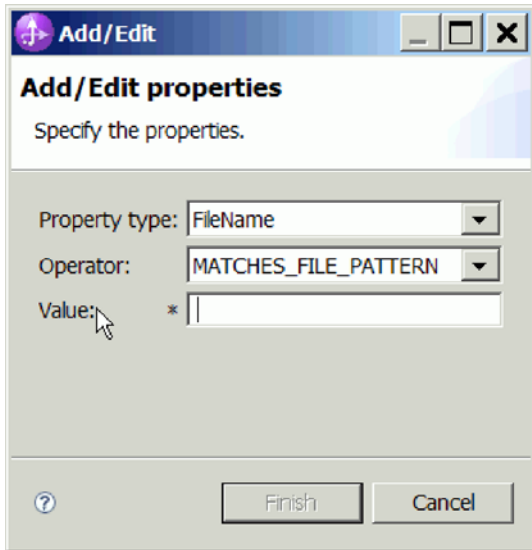 Add/Edit
Add/Edit properties
Specify the properties.
Property type: FileName
Operator: MATCHES_FILE_PATTERN
Value: *
Finish Cancel